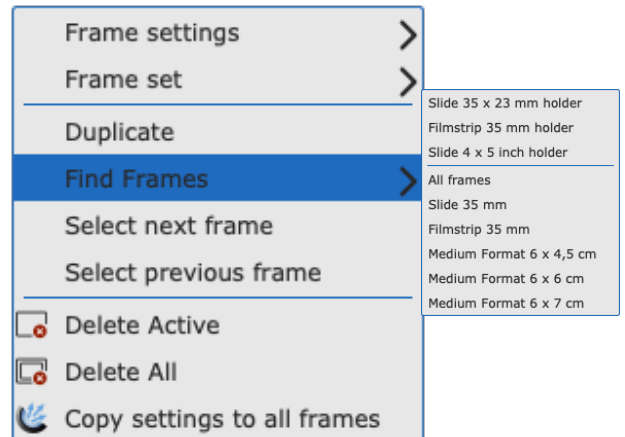 Frame settings
Frame set
Duplicate
Find Frames
Select next frame
Select previous frame
Delete Active
Delete All
Copy settings to all frames
Slide 35 x 23 mm holder
Filmstrip 35 mm holder
Slide 4 x 5 inch holder
All frames
Slide 35 mm
Filmstrip 35 mm
Medium Format 6 x 4,5 cm
Medium Format 6 x 6 cm
Medium Format 6 x 7 cm